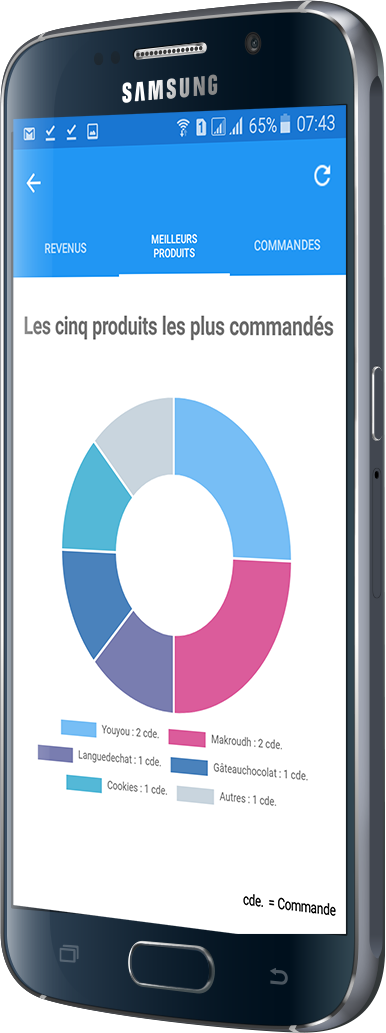 SAMSUNG
65% 07:43
REVENUS
MEILLEURS
PRODUITS
COMMANDES
Les cinq produits les plus commandés
Youyou : 2 cde. Makroudh : 2 cde.
Languedechat : 1 cde. Gâteauchocolat : 1 cde.
Cookies : 1 cde. Autres : 1 cde.
cde. = Commande